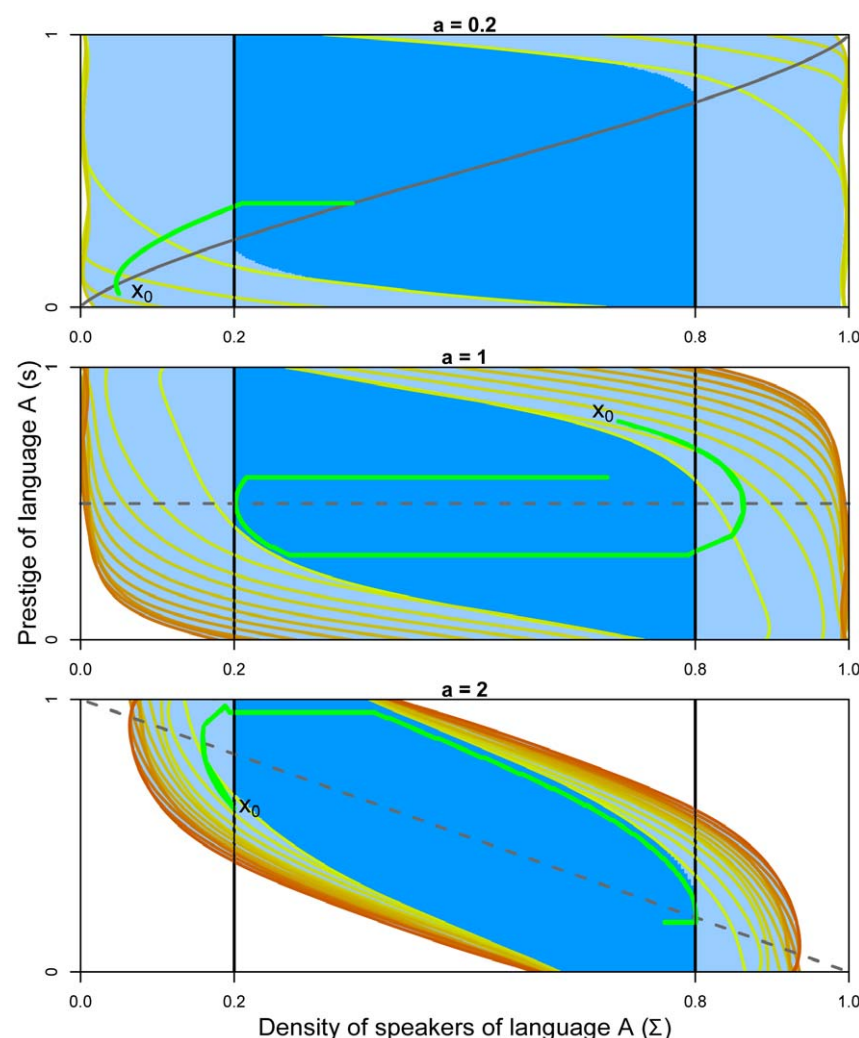 a = 0.2
1
0
x₀
0.0 0.2 0.8 1.0
a = 1
1
0
x₀
0.0 0.2 0.8 1.0
a = 2
1
0
x₀
0.0 0.2 0.8 1.0
Prestige of language A (s)
Density of speakers of language A (Σ)